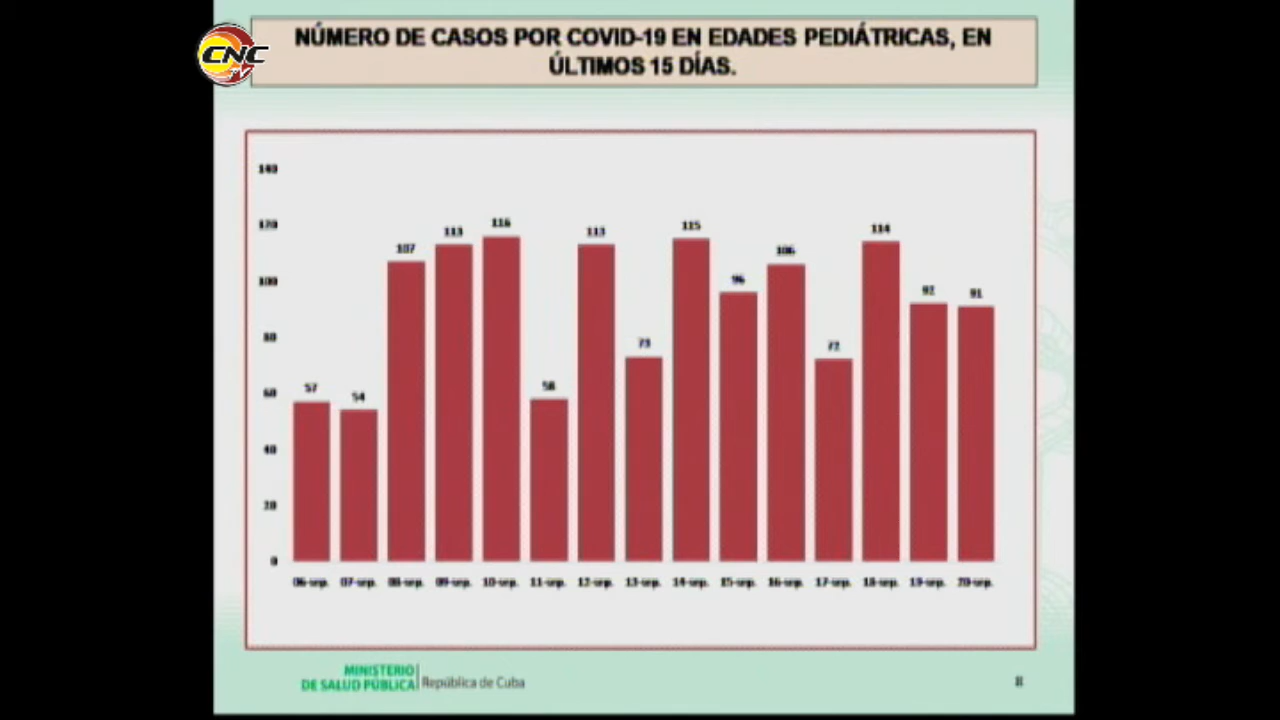 CNC
TV
NÚMERO DE CASOS POR COVID-19 EN EDADES PEDIÁTRICAS, EN
ÚLTIMOS 15 DÍAS.
140
120
100
80
60
40
20
0
57
54
107
113
116
58
113
73
115
96
106
72
114
92
91
06-sep.
07-sep.
08-sep.
09-sep.
10-sep.
11-sep.
12-sep.
13-sep.
14-sep.
15-sep.
16-sep.
17-sep.
18-sep.
19-sep.
20-sep.
MINISTERIO
DE SALUD PÚBLICA
República de Cuba
8